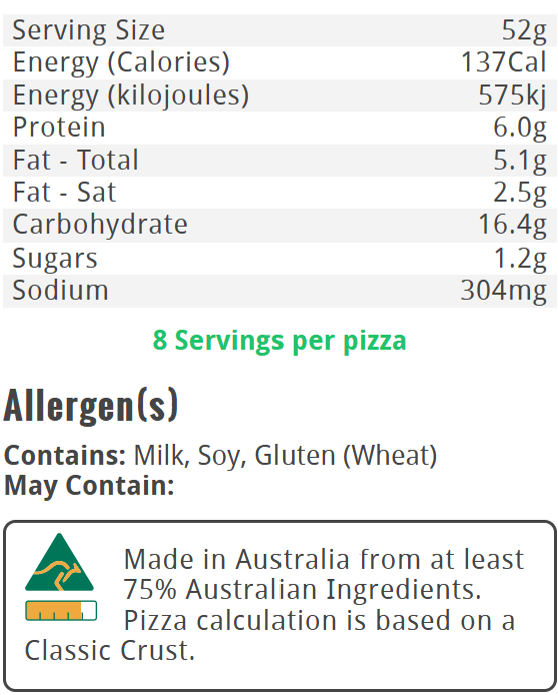 Serving Size 52g
Energy (Calories) 137Cal
Energy (kilojoules) 575kj
Protein 6.0g
Fat - Total 5.1g
Fat - Sat 2.5g
Carbohydrate 16.4g
Sugars 1.2g
Sodium 304mg
8 Servings per pizza
Allergen(s)
Contains: Milk, Soy, Gluten (Wheat)
May Contain:
Made in Australia from at least
75% Australian Ingredients.
Pizza calculation is based on a
Classic Crust.